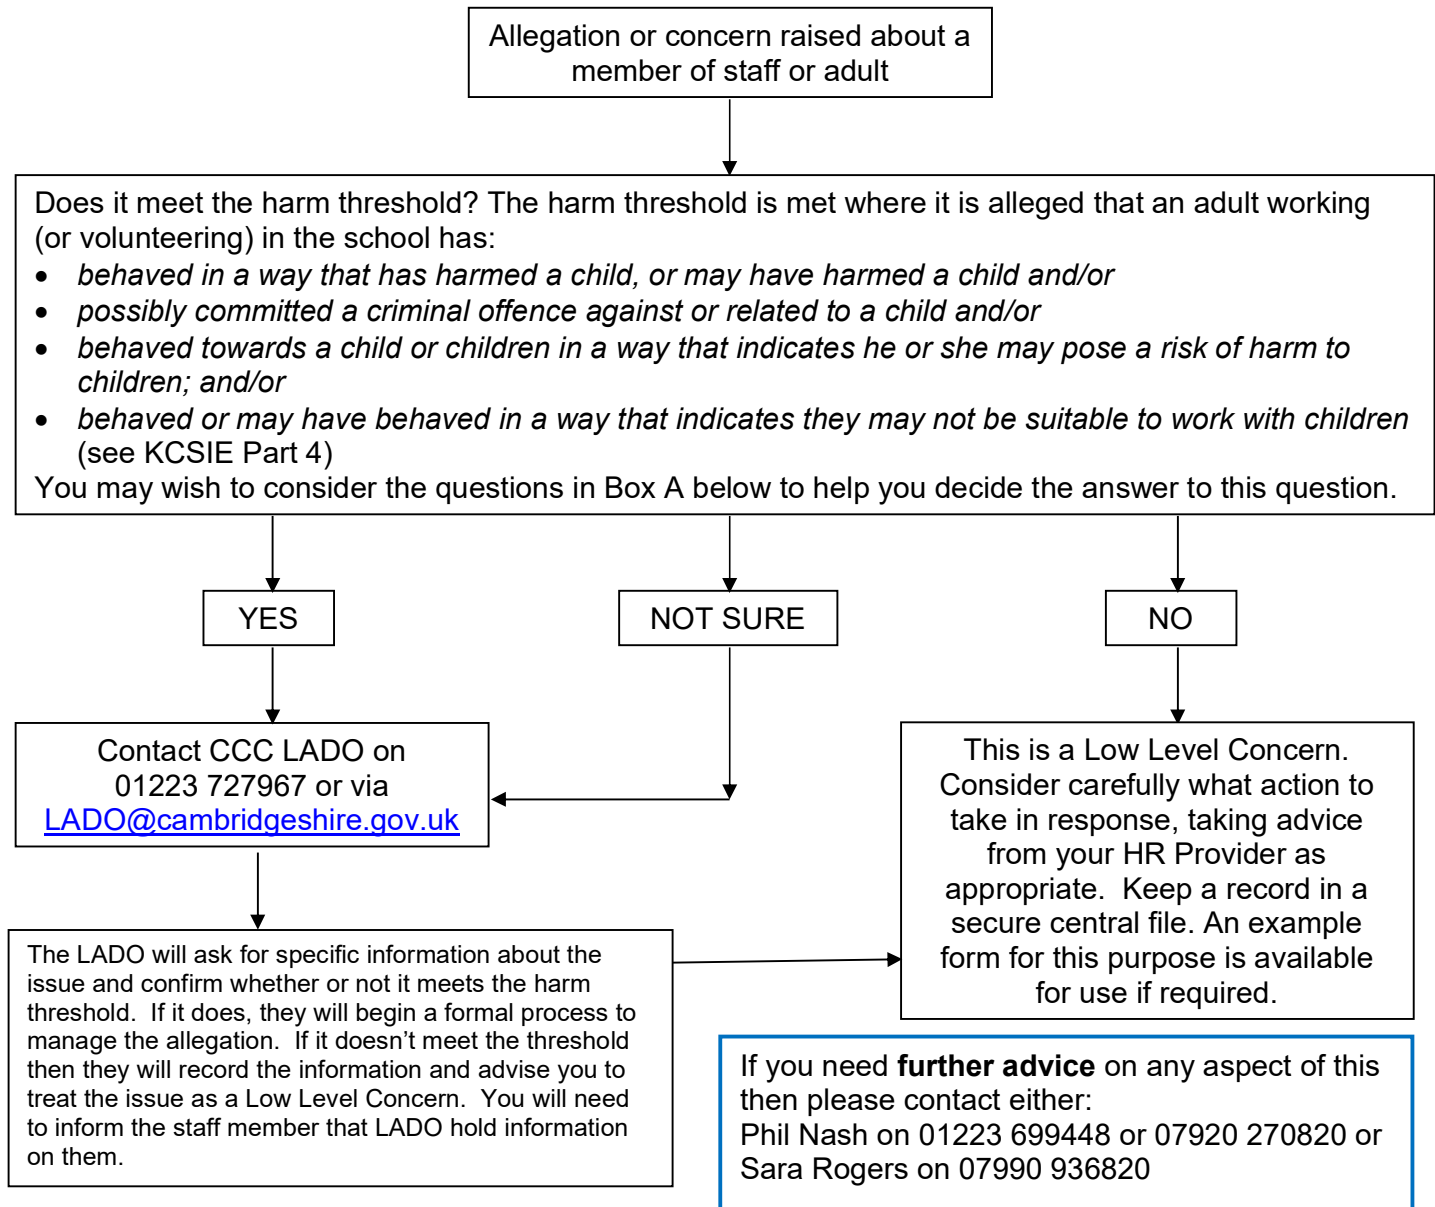 Allegation or concern raised about a
member of staff or adult
Does it meet the harm threshold? The harm threshold is met where it is alleged that an adult working
(or volunteering) in the school has:
• behaved in a way that has harmed a child, or may have harmed a child and/or
• possibly committed a criminal offence against or related to a child and/or
• behaved towards a child or children in a way that indicates he or she may pose a risk of harm to
children; and/or
• behaved or may have behaved in a way that indicates they may not be suitable to work with children
(see KCSIE Part 4)
You may wish to consider the questions in Box A below to help you decide the answer to this question.
YES
NOT SURE
NO
Contact CCC LADO on
01223 727967 or via
LADO@cambridgeshire.gov.uk
This is a Low Level Concern.
Consider carefully what action to
take in response, taking advice
from your HR Provider as
appropriate.  Keep a record in a
secure central file. An example
form for this purpose is available
for use if required.
The LADO will ask for specific information about the
issue and confirm whether or not it meets the harm
threshold.  If it does, they will begin a formal process to
manage the allegation.  If it doesn’t meet the threshold
then they will record the information and advise you to
treat the issue as a Low Level Concern.  You will need
to inform the staff member that LADO hold information
on them.
If you need further advice on any aspect of this
then please contact either:
Phil Nash on 01223 699448 or 07920 270820 or
Sara Rogers on 07990 936820